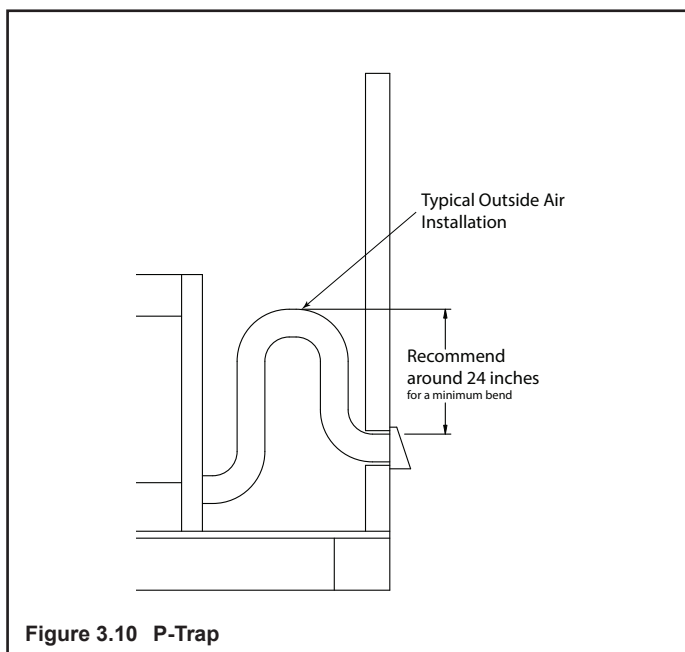 Typical Outside Air
Installation
Recommend
around 24 inches
for a minimum bend
Figure 3.10 P-Trap